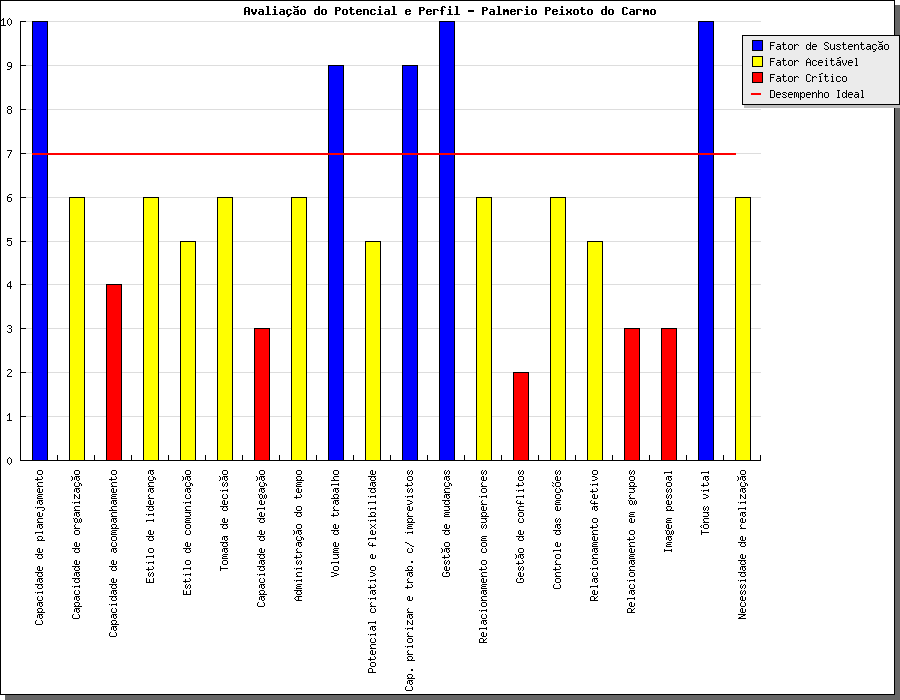 Avaliação do Potencial e Perfil - Palmerio Peixoto do Carmo
Fator de Sustentação
Fator Aceitável
Fator Crítico
Desempenho Ideal
10
9
8
7
6
5
4
3
2
1
0
Capacidade de planejamento
Capacidade de organização
Capacidade de acompanhamento
Estilo de liderança
Estilo de comunicação
Tomada de decisão
Capacidade de delegação
Administração do tempo
Volume de trabalho
Potencial criativo e flexibilidade
Cap. priorizar e trab. c/ imprevistos
Gestão de mudanças
Relacionamento com superiores
Gestão de conflitos
Controle das emoções
Relacionamento afetivo
Relacionamento em grupos
Imagem pessoal
Tônus vital
Necessidade de realização